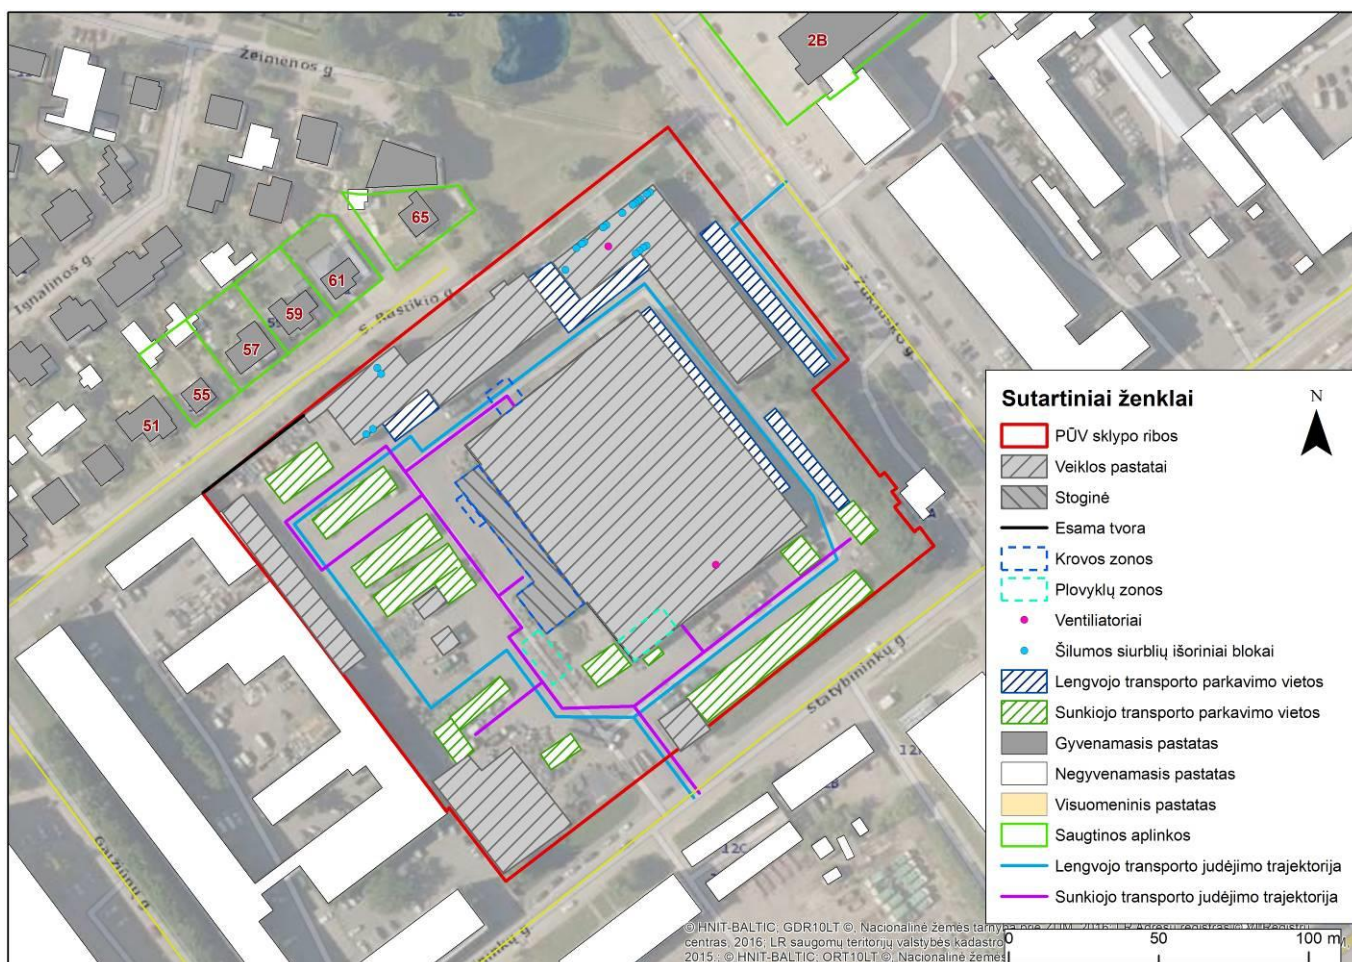 2B
Žeimenos g.
Ignalinos g.
65
61
59
57
55
51
S. Raštikio g.
S. Žukausko g.
Statybininkų g.
Gaižiūnų g.
12C
Sutartiniai ženklai
N
PŪV sklypo ribos
Veiklos pastatai
Stoginė
Esama tvora
Krovos zonos
Plovyklų zonos
Ventiliatoriai
Šilumos siurblių išoriniai blokai
Lengvojo transporto parkavimo vietos
Sunkiojo transporto parkavimo vietos
Gyvenamasis pastatas
Negyvenamasis pastatas
Visuomeninis pastatas
Saugtinos aplinkos
Lengvojo transporto judėjimo trajektorija
Sunkiojo transporto judėjimo trajektorija
© HNIT-BALTIC, GDR10LT ©, Nacionalinė žemės tarnyba prie ŽŪM, 2016; LR Adresų registras ©
centras, 2016; LR saugomų teritorijų valstybės kadastro
2015.; © HNIT-BALTIC, ORT10LT ©, Nacionalinė žemės
0 50 100 m